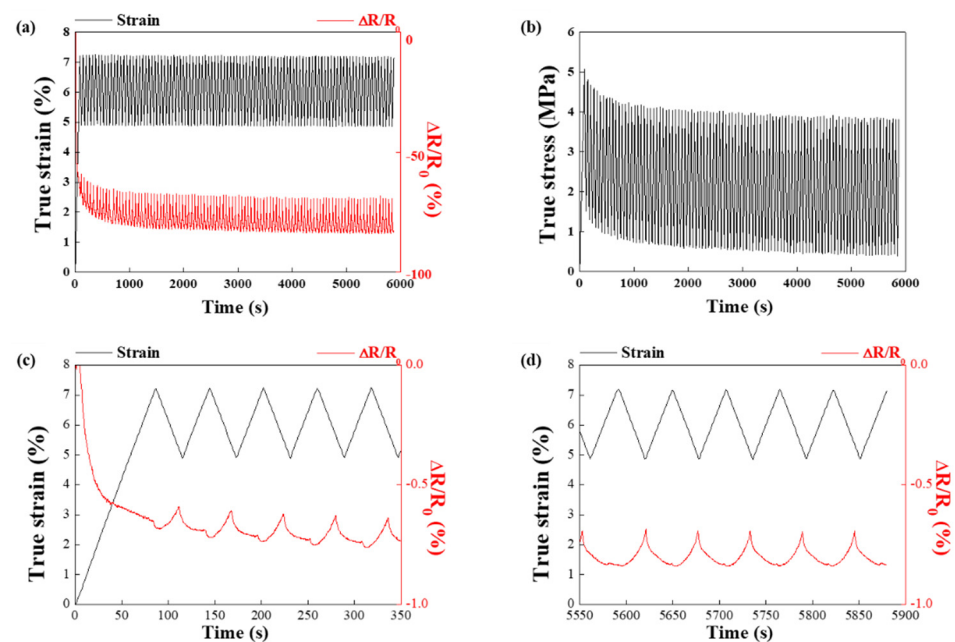 (a) Strain ΔR/R
8 7 6 5 4 3 2 1 0
True strain (%)
0 -50 -100
ΔR/R0 (%)
0 1000 2000 3000 4000 5000 6000
Time (s)
(b)
6 5 4 3 2 1 0
True stress (MPa)
0 1000 2000 3000 4000 5000 6000
Time (s)
(c) Strain ΔR/R0
8 7 6 5 4 3 2 1 0
True strain (%)
0.0 -0.5 -1.0
ΔR/R0 (%)
0 50 100 150 200 250 300 350
Time (s)
(d) Strain ΔR/R0
8 7 6 5 4 3 2 1 0
True strain (%)
0.0 -0.5 -1.0
ΔR/R0 (%)
5550 5600 5650 5700 5750 5800 5850 5900
Time (s)